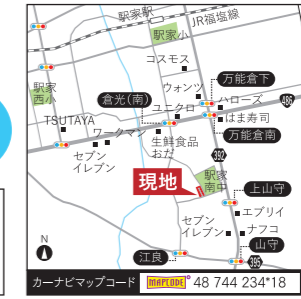 駅家駅
JR福塩線
駅家小
コスモス
ウォンツ
万能倉下
駅家
西小
倉光(南)
ハローズ
486
ユニクロ
はま寿司
TSUTAYA
ワークマン
生鮮食品
おだ
万能倉南
セブン
イレブン
392
現地
駅家
南中
上山守
エブリイ
セブン
イレブン
ナフコ
山守
N
江良
395
カーナビマップコード MAPCODE 48 744 234*18